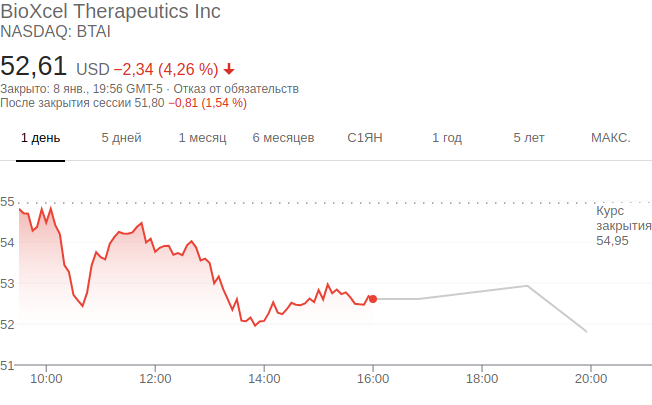 BioXcel Therapeutics Inc
NASDAQ: BTAI
52,61 USD −2,34 (4,26 %)
Закрыто: 8 янв., 19:56 GMT-5 · Отказ от обязательств
После закрытия сессии 51,80 −0,81 (1,54 %)
1 день 5 дней 1 месяц 6 месяцев С1ЯН 1 год 5 лет МАКС.
55
Курс
закрытия
54,95
54
53
52
51
10:00 12:00 14:00 16:00 18:00 20:00